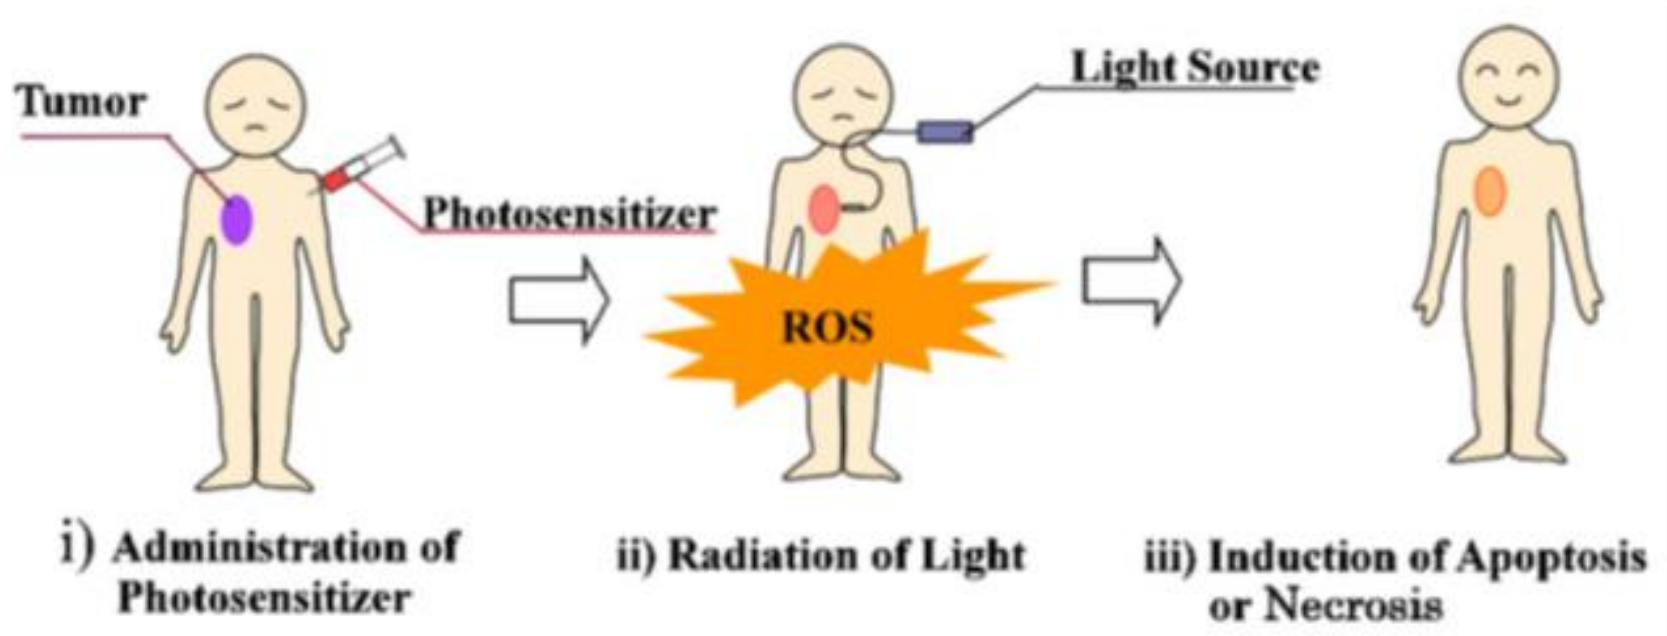 Tumor
Photosensitizer
Light Source
ROS
i) Administration of
Photosensitizer
ii) Radiation of Light
iii) Induction of Apoptosis
or Necrosis